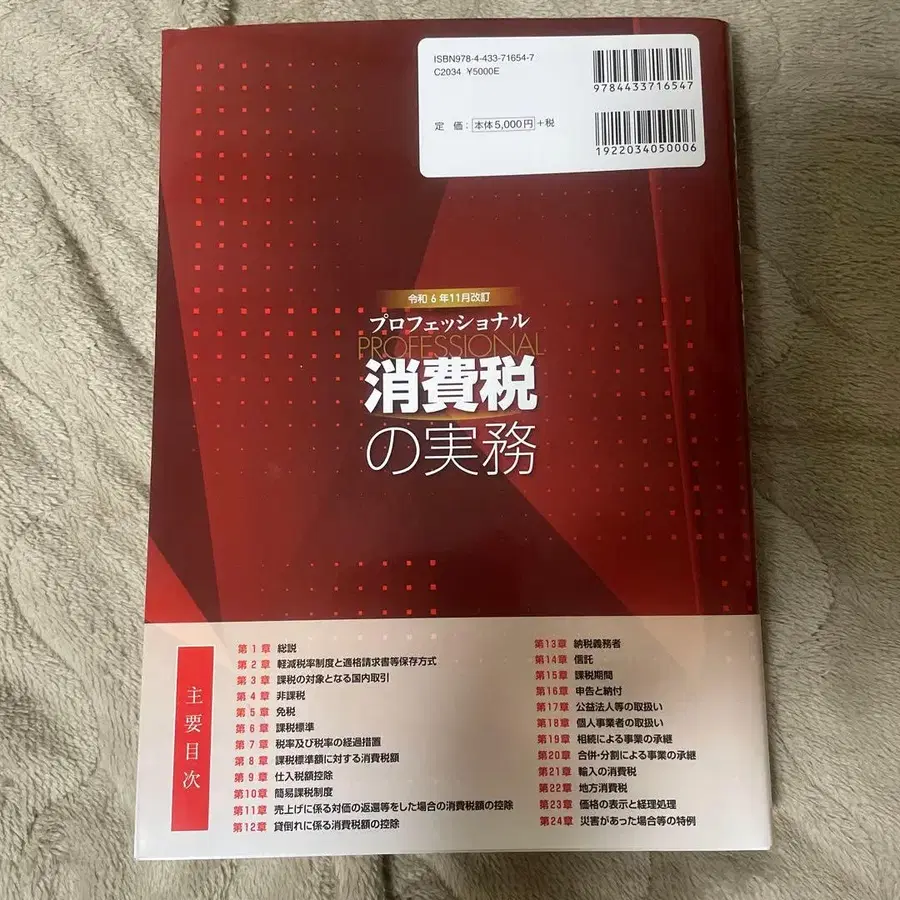 ISBN978-4-433-71654-7
C2034 ¥5000E
9784433716547
定 価：本体5,000円+税
1922034050006
令和6年11月改訂
プロフェッショナル
PROFESSIONAL
消費税
の実務
主要目次
第1章 総説
第2章 軽減税率制度と適格請求書等保存方式
第3章 課税の対象となる国内取引
第4章 非課税
第5章 免税
第6章 課税標準
第7章 税率及び税率の経過措置
第8章 課税標準額に対する消費税額
第9章 仕入税額控除
第10章 簡易課税制度
第11章 売上げに係る対価の返還等をした場合の消費税額の控除
第12章 貸倒れに係る消費税額の控除
第13章 納税義務者
第14章 信託
第15章 課税期間
第16章 申告と納付
第17章 公益法人等の取扱い
第18章 個人事業者の取扱い
第19章 相続による事業の承継
第20章 合併・分割による事業の承継
第21章 輸入の消費税
第22章 地方消費税
第23章 価格の表示と経理処理
第24章 災害があった場合等の特例